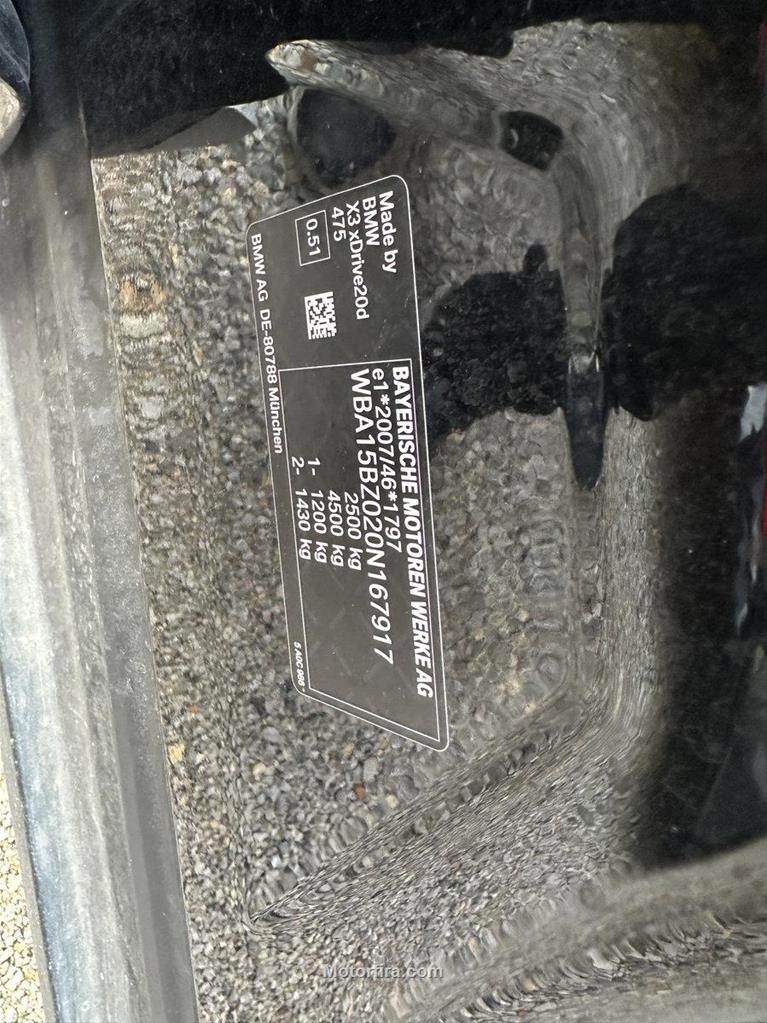 Made by
BMW
X3 xDrive20d
475
0.51
BAYERISCHE MOTOREN WERKE AG
e1*2007/46*1797
WBA15BZ020N167917
2500 kg
4500 kg
1- 1200 kg
2- 1430 kg
BMW AG DE-80788 München
Motorfira.com